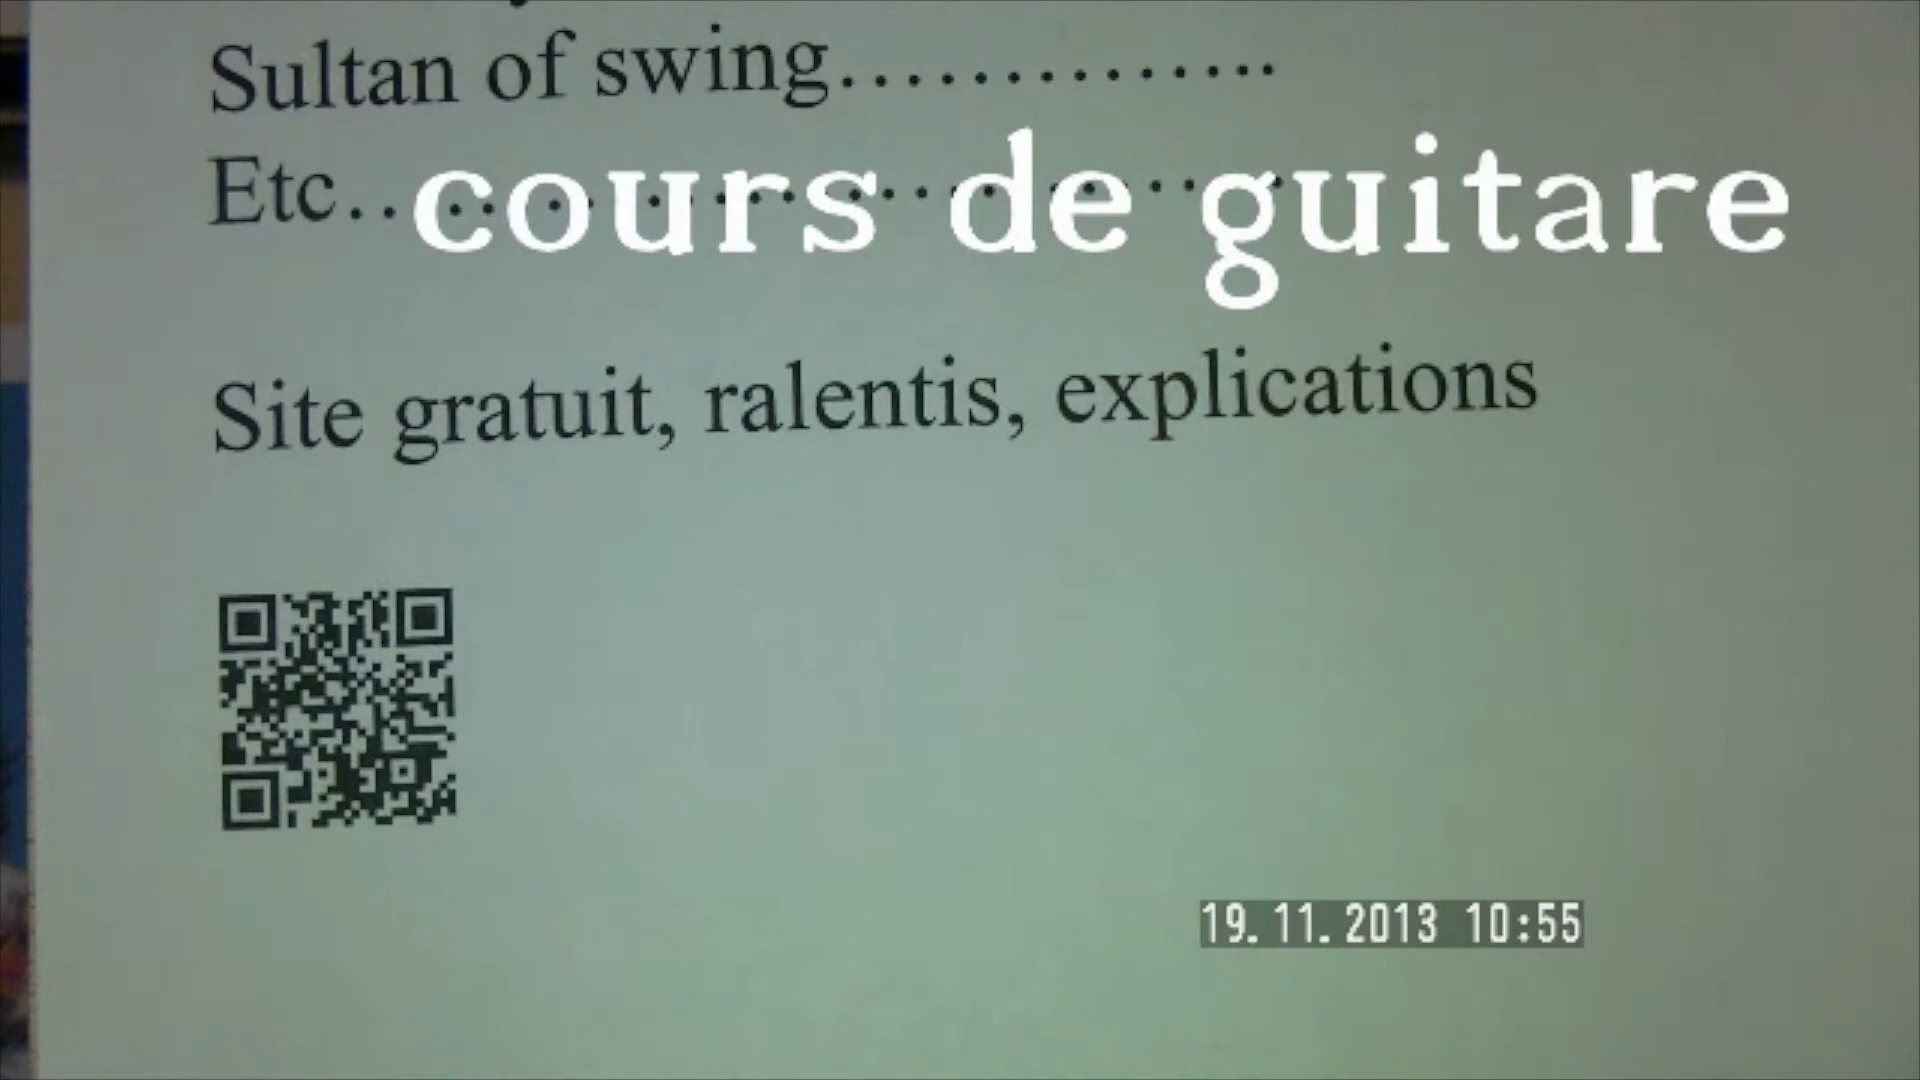 Sultan of swing...............
Etc..............................
cours de guitare
Site gratuit, ralentis, explications
19.11.2013 10:55